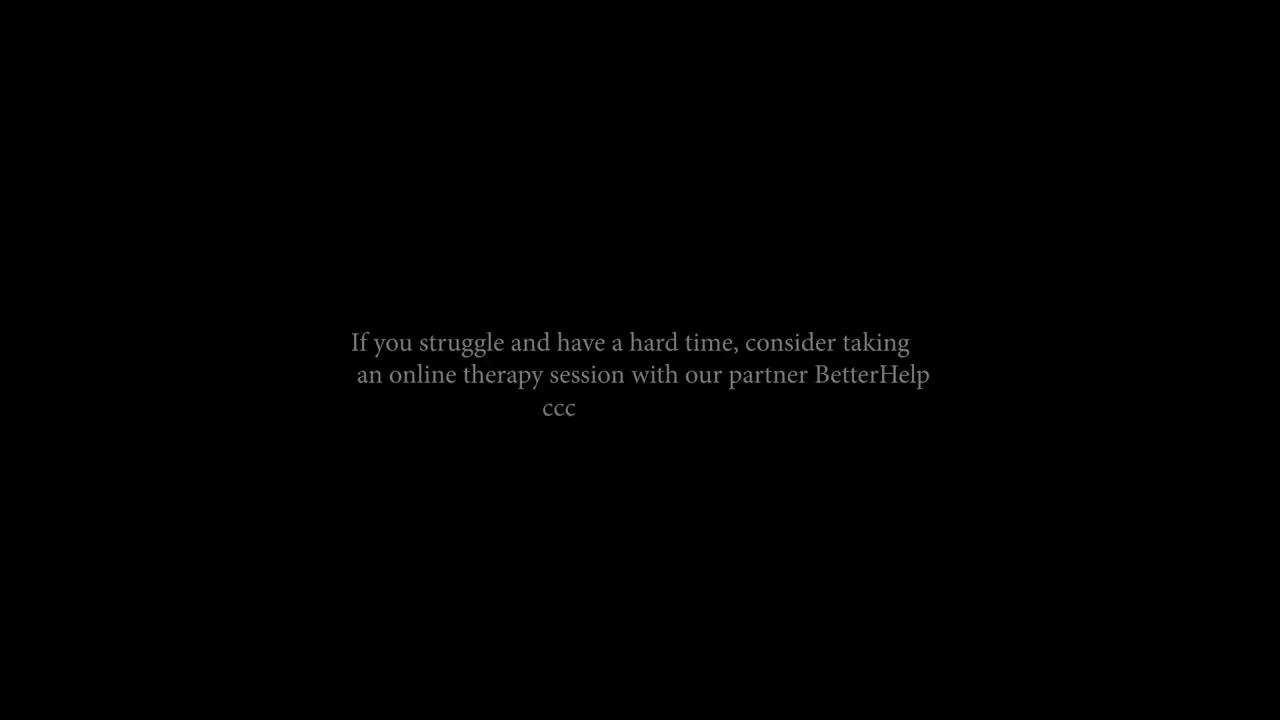 If you struggle and have a hard time, consider taking
an online therapy session with our partner BetterHelp
ccc